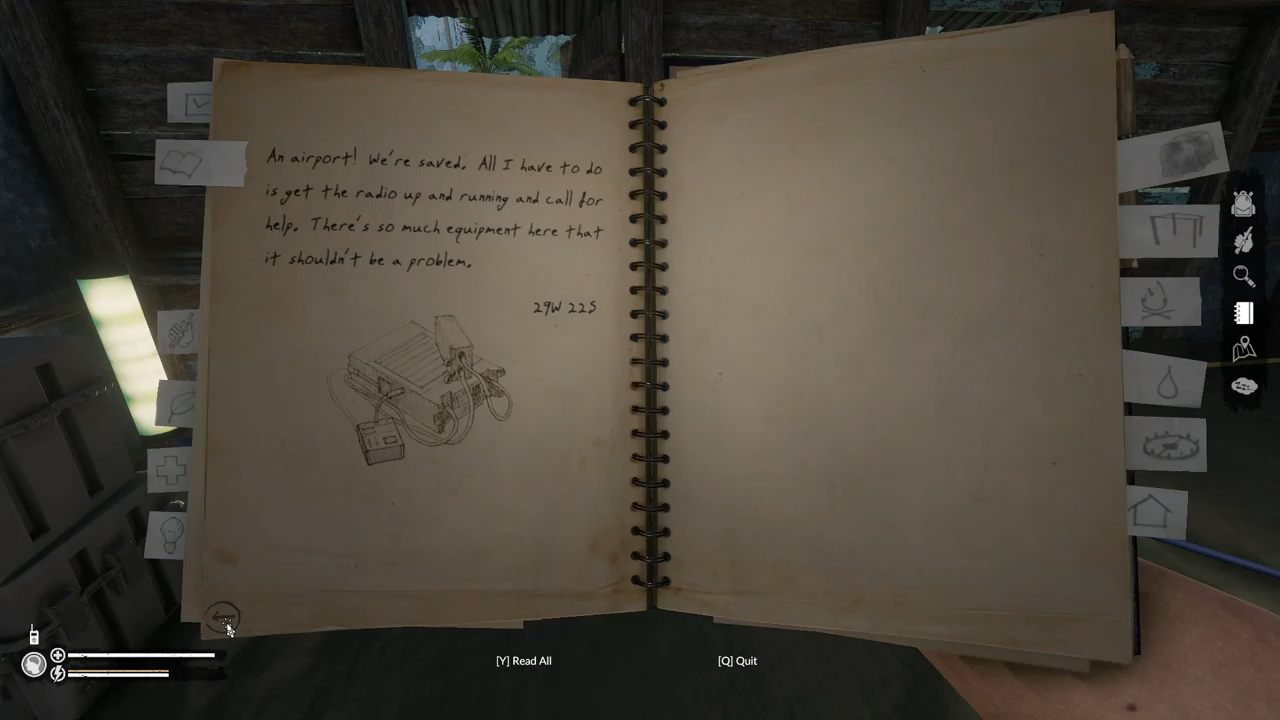 An airport! We're saved. All I have to do
is get the radio up and running and call for
help. There's so much equipment here that
it shouldn't be a problem.
29W 22S
[Y] Read All
[Q] Quit